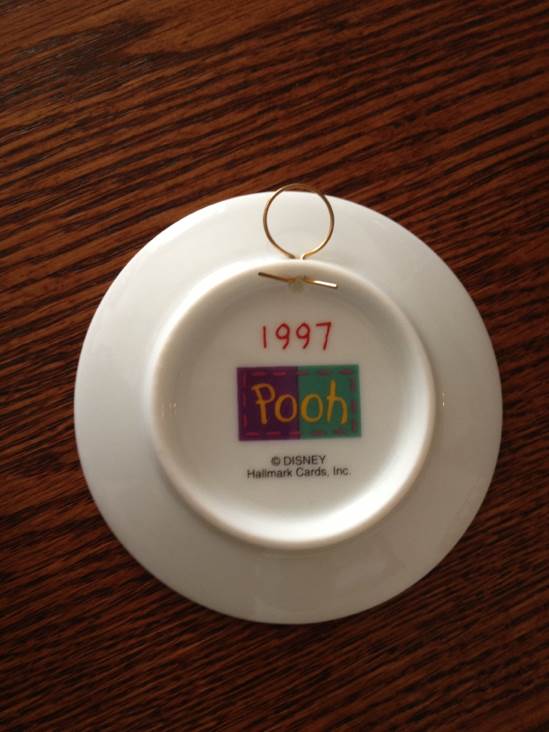 1997
Pooh
© DISNEY
Hallmark Cards, Inc.